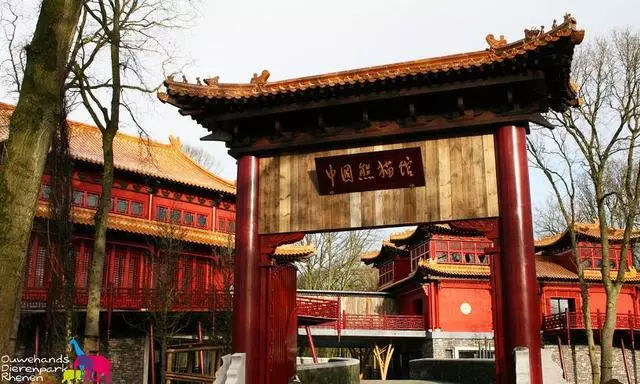 中国熊猫馆
Ouwehands
Dierenpark
Rhenen